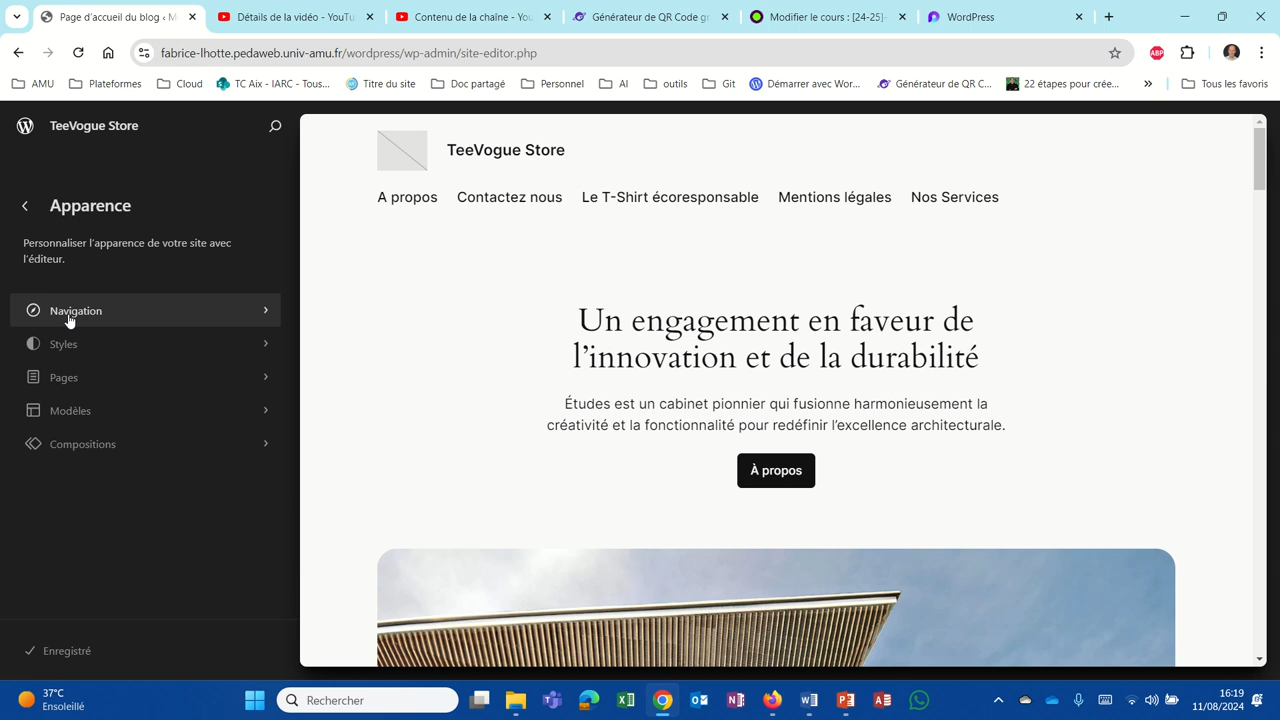 Page d'accueil du blog ‹ M
Détails de la vidéo - YouTu
Contenu de la chaîne - You
Générateur de QR Code gr
Modifier le cours : [24-25]-
WordPress
fabrice-lhotte.pedaweb.univ-amu.fr/wordpress/wp-admin/site-editor.php
ABP
AMU
Plateformes
Cloud
TC Aix - IARC - Tous...
Titre du site
Doc partagé
Personnel
AI
outils
Git
Démarrer avec Wor...
Générateur de QR C...
22 étapes pour crée...
Tous les favoris
TeeVogue Store
Apparence
Personnaliser l'apparence de votre site avec
l'éditeur.
Navigation
Styles
Pages
Modèles
Compositions
Enregistré
TeeVogue Store
A propos
Contactez nous
Le T-Shirt écoresponsable
Mentions légales
Nos Services
Un engagement en faveur de
l'innovation et de la durabilité
Études est un cabinet pionnier qui fusionne harmonieusement la
créativité et la fonctionnalité pour redéfinir l'excellence architecturale.
À propos
37°C
Ensoleillé
Rechercher
16:19
11/08/2024